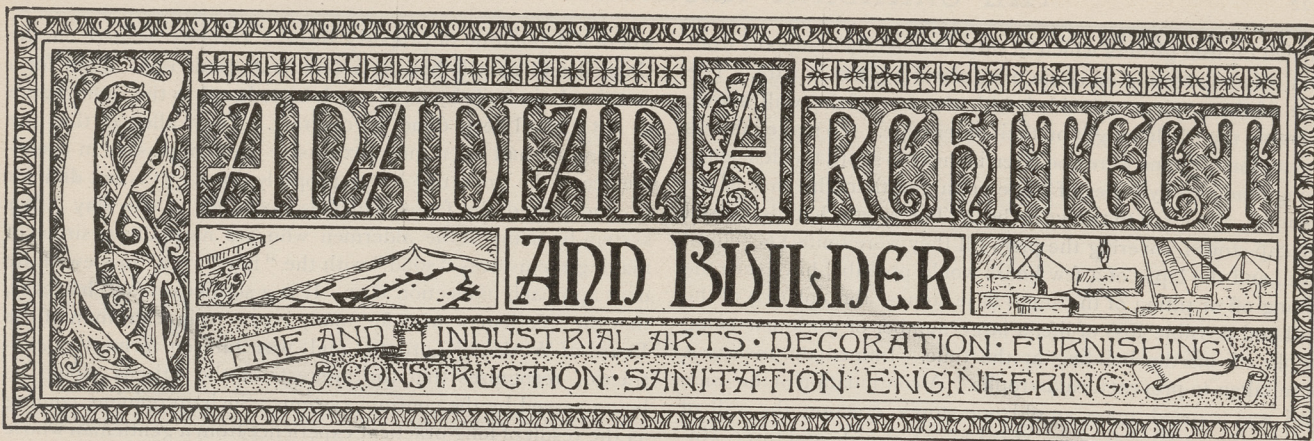 CANADIAN ARCHITECT
AND BUILDER
FINE AND INDUSTRIAL ARTS · DECORATION · FURNISHING
CONSTRUCTION · SANITATION ENGINEERING ·